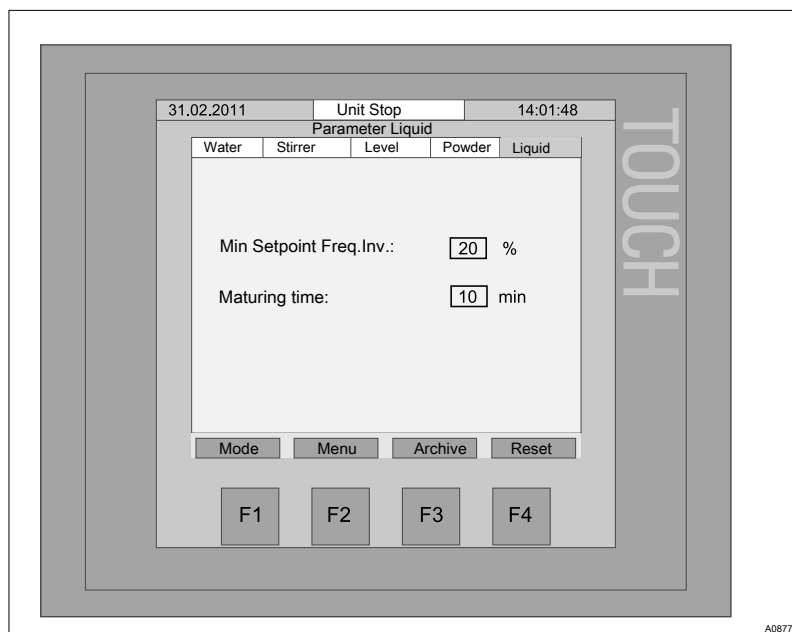 31.02.2011 Unit Stop 14:01:48
Parameter Liquid
Water Stirrer Level Powder Liquid
Min Setpoint Freq.Inv.: 20 %
Maturing time: 10 min
Mode Menu Archive Reset
F1 F2 F3 F4
TOUCH
A0877